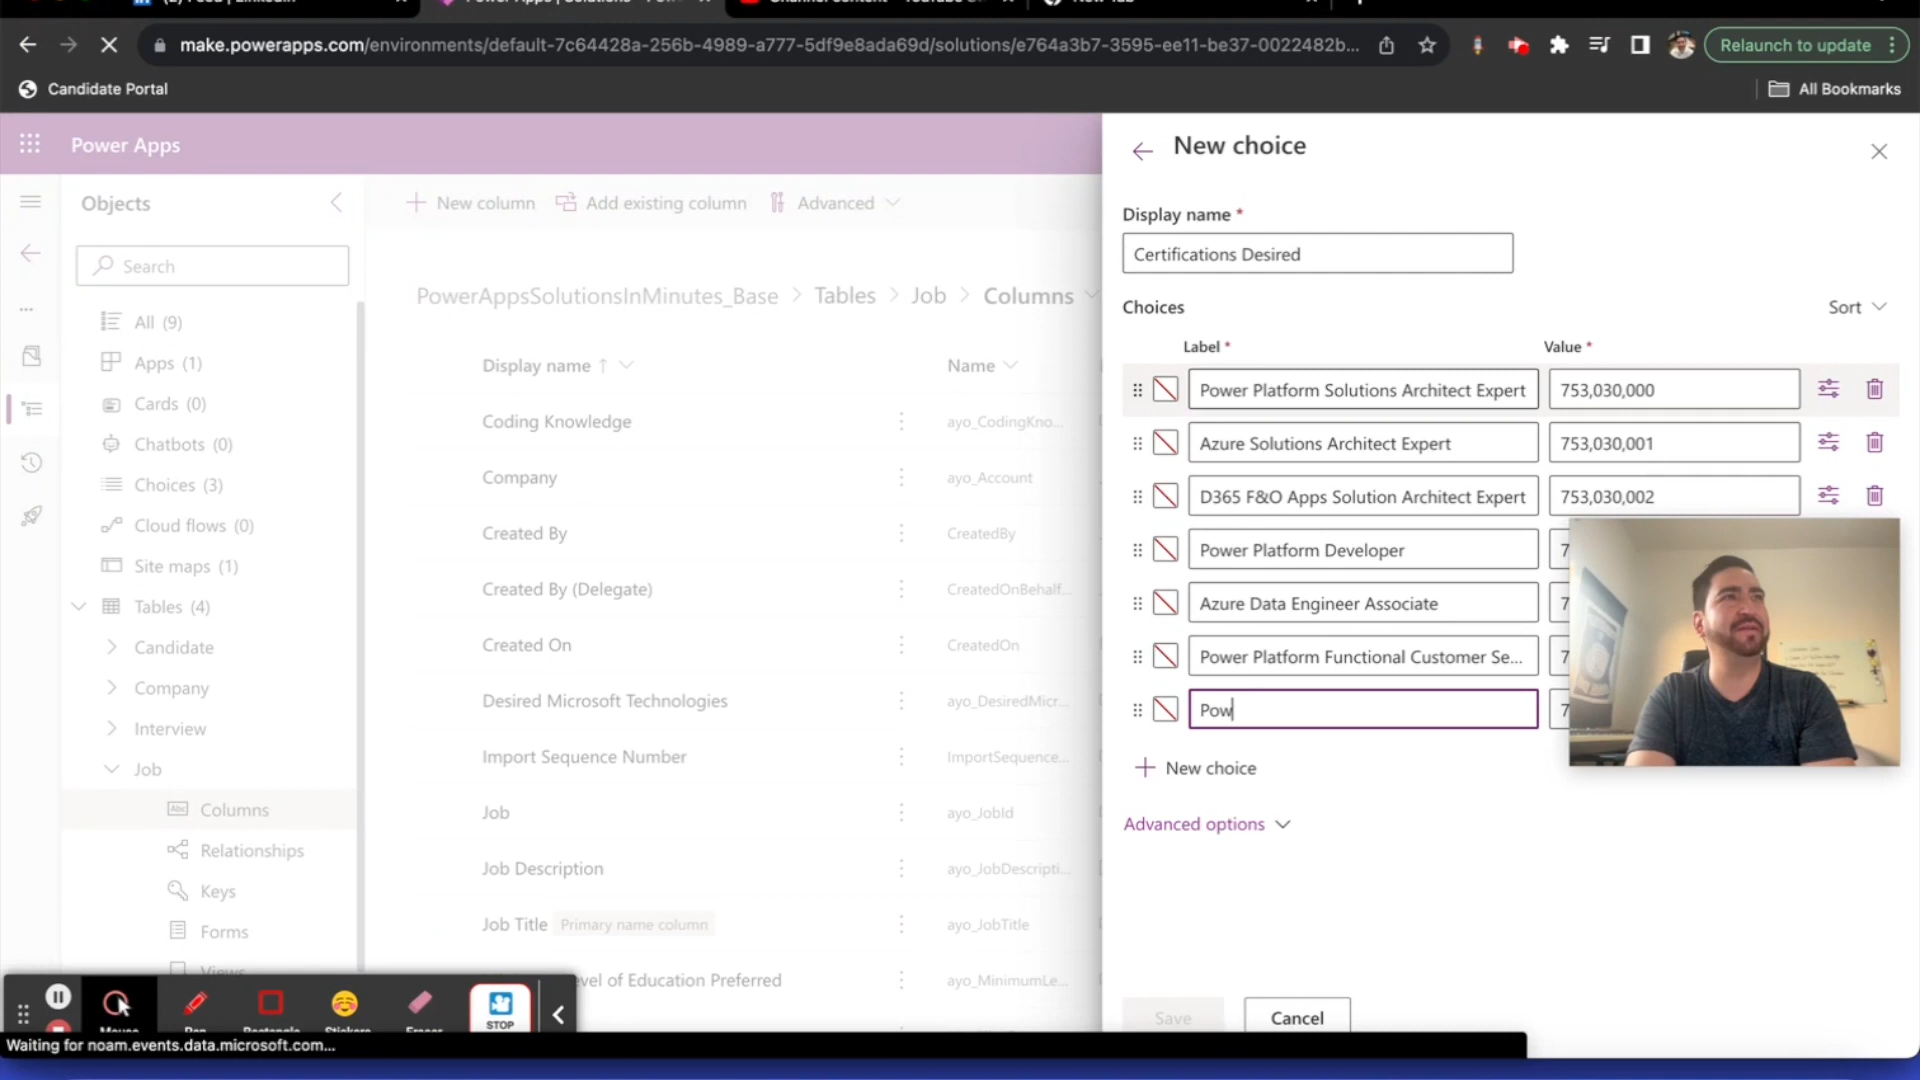 make.powerapps.com/environments/default-7c64428a-256b-4989-a777-5df9e8ada69d/solutions/e764a3b7-3595-ee11-be37-0022482b...
Relaunch to update
Candidate Portal
All Bookmarks
Power Apps
New choice
Objects
New column
Add existing column
Advanced
Display name *
Certifications Desired
Search
PowerAppsSolutionsInMinutes_Base > Tables > Job > Columns
Choices
Sort
All (9)
Apps (1)
Cards (0)
Chatbots (0)
Choices (3)
Cloud flows (0)
Site maps (1)
Tables (4)
Candidate
Company
Interview
Job
Columns
Relationships
Keys
Forms
Views
Display name ↑
Name
Coding Knowledge
ayo_CodingKno...
Company
ayo_Account
Created By
CreatedBy
Created By (Delegate)
CreatedOnBehalf...
Created On
CreatedOn
Desired Microsoft Technologies
ayo_DesiredMicr...
Import Sequence Number
ImportSequence...
Job
ayo_JobId
Job Description
ayo_JobDescripti...
Job Title Primary name column
ayo_JobTitle
evel of Education Preferred
ayo_MinimumLe...
Label *
Value *
Power Platform Solutions Architect Expert
753,030,000
Azure Solutions Architect Expert
753,030,001
D365 F&O Apps Solution Architect Expert
753,030,002
Power Platform Developer
7
Azure Data Engineer Associate
7
Power Platform Functional Customer Se...
7
Pow
7
New choice
Advanced options
Save
Cancel
STOP
Waiting for noam.events.data.microsoft.com...